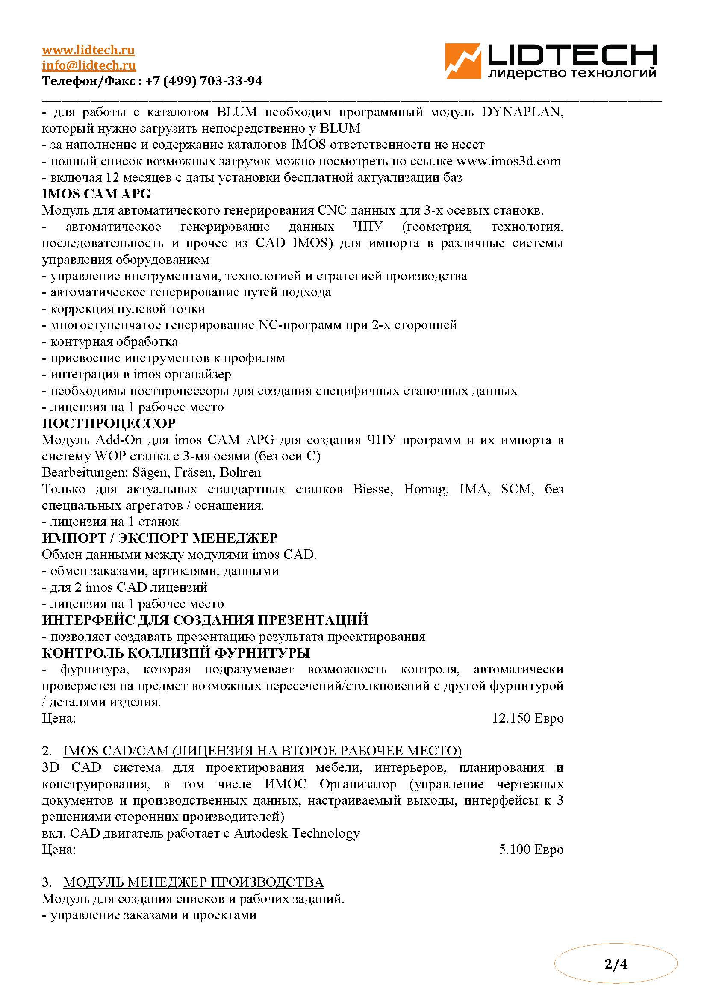 www.lidtech.ru
info@lidtech.ru
Телефон/Факс : +7 (499) 703-33-94
LIDTECH
лидерство технологий
- для работы с каталогом BLUM необходим программный модуль DYNAPLAN,
который нужно загрузить непосредственно у BLUM
- за наполнение и содержание каталогов IMOS ответственности не несет
- полный список возможных загрузок можно посмотреть по ссылке www.imos3d.com
- включая 12 месяцев с даты установки бесплатной актуализации баз
IMOS CAM APG
Модуль для автоматического генерирования CNC данных для 3-х осевых станокв.
- автоматическое генерирование данных ЧПУ (геометрия, технология,
последовательность и прочее из CAD IMOS) для импорта в различные системы
управления оборудованием
- управление инструментами, технологией и стратегией производства
- автоматическое генерирование путей подхода
- коррекция нулевой точки
- многоступенчатое генерирование NC-программ при 2-х сторонней
- контурная обработка
- присвоение инструментов к профилям
- интеграция в imos органайзер
- необходимы постпроцессоры для создания специфичных станочных данных
- лицензия на 1 рабочее место
ПОСТПРОЦЕССОР
Модуль Add-On для imos CAM APG для создания ЧПУ программ и их импорта в
систему WOP станка с 3-мя осями (без оси C)
Bearbeitungen: Sägen, Fräsen, Bohren
Только для актуальных стандартных станков Biesse, Homag, IMA, SCM, без
специальных агрегатов / оснащения.
- лицензия на 1 станок
ИМПОРТ / ЭКСПОРТ МЕНЕДЖЕР
Обмен данными между модулями imos CAD.
- обмен заказами, артиклями, данными
- для 2 imos CAD лицензий
- лицензия на 1 рабочее место
ИНТЕРФЕЙС ДЛЯ СОЗДАНИЯ ПРЕЗЕНТАЦИЙ
- позволяет создавать презентацию результата проектирования
КОНТРОЛЬ КОЛЛИЗИЙ ФУРНИТУРЫ
- фурнитура, которая подразумевает возможность контроля, автоматически
проверяется на предмет возможных пересечений/столкновений с другой фурнитурой
/ деталями изделия.
Цена: 12.150 Евро
2. IMOS CAD/CAM (ЛИЦЕНЗИЯ НА ВТОРОЕ РАБОЧЕЕ МЕСТО)
3D CAD система для проектирования мебели, интерьеров, планирования и
конструирования, в том числе ИМОС Организатор (управление чертежных
документов и производственных данных, настраиваемый выходы, интерфейсы к 3
решениями сторонних производителей)
вкл. CAD двигатель работает с Autodesk Technology
Цена: 5.100 Евро
3. МОДУЛЬ МЕНЕДЖЕР ПРОИЗВОДСТВА
Модуль для создания списков и рабочих заданий.
- управление заказами и проектами
2/4